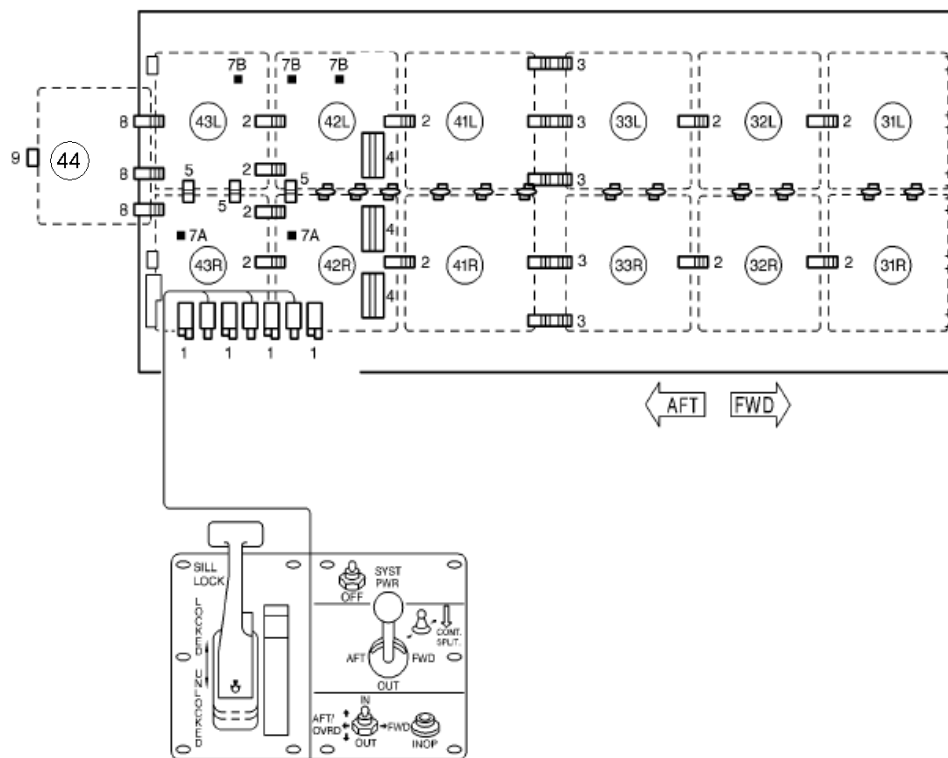 7B 7B 7B
3
8 43L 2 42L 2 41L 3 33L 2 32L 2 31L
9 44
8 2 4
5 5 3
5
8 2
7A 7A
43R 2 42R 4 2 41R 3 33R 2 32R 2 31R
4
3
1 1 1 1
AFT FWD
SILL
LOCK
LOCKED
UNLOCKED
SYST
PWR
OFF
CONT.
SPLIT.
AFT FWD
OUT
IN
AFT/
OVRD
FWD
OUT
INOP